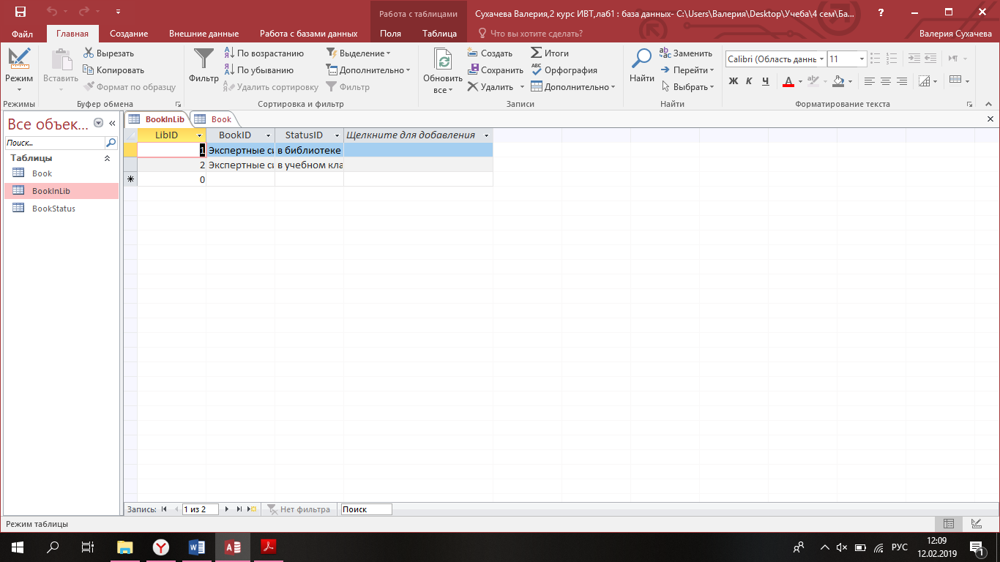 Работа с таблицами
Сухачева Валерия,2 курс ИВТ,лаб1 : база данных- C:\Users\Валерия\Desktop\Учеба\4 сем\Ба...
?
Файл
Главная
Создание
Внешние данные
Работа с базами данных
Поля
Таблица
Что вы хотите сделать?
Валерия Сухачева
Режим
Вставить
Вырезать
Копировать
Формат по образцу
Фильтр
По возрастанию
По убыванию
Удалить сортировку
Выделение
Дополнительно
Фильтр
Обновить
все
Создать
Сохранить
Удалить
Итоги
Орфография
Дополнительно
Найти
Заменить
Перейти
Выбрать
Calibri (Область даннь
11
Ж К Ч
Режимы
Буфер обмена
Сортировка и фильтр
Записи
Найти
Форматирование текста
Все объек...
Поиск...
Таблицы
Book
BookInLib
BookStatus
BookInLib
Book
LibID BookID StatusID Щелкните для добавления
1 Экспертные си в библиотеке
2 Экспертные си в учебном кла
0
Запись: 1 из 2 Нет фильтра Поиск
Режим таблицы
РУС
12:09
12.02.2019
1